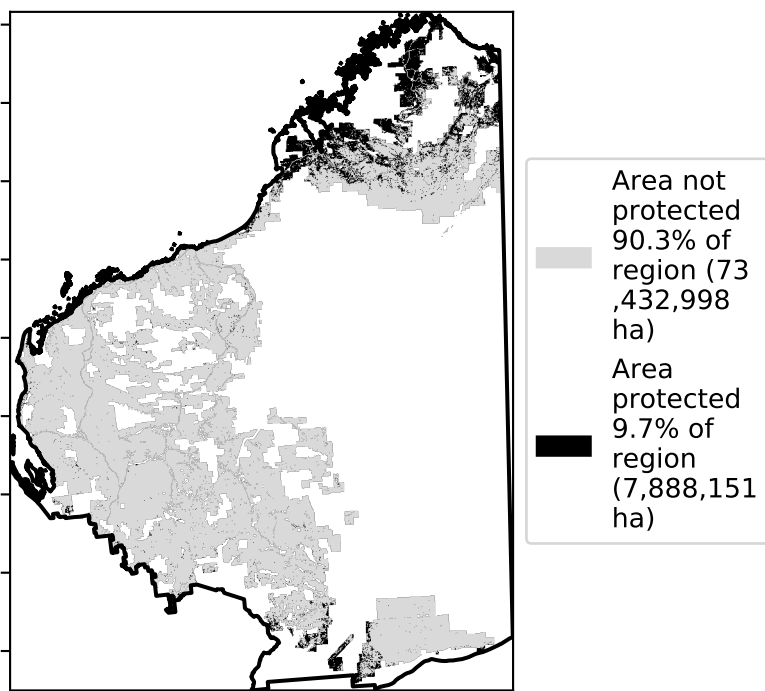 Area not
protected
90.3% of
region (73
,432,998
ha)
Area
protected
9.7% of
region
(7,888,151
ha)